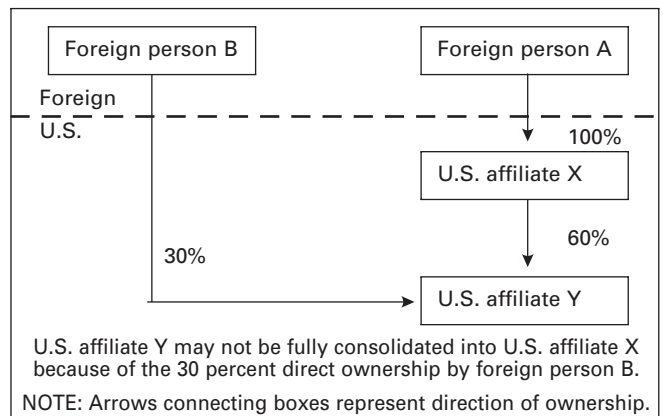 Foreign person B
Foreign person A
Foreign
U.S.
100%
U.S. affiliate X
60%
30%
U.S. affiliate Y
U.S. affiliate Y may not be fully consolidated into U.S. affiliate X
because of the 30 percent direct ownership by foreign person B.
NOTE: Arrows connecting boxes represent direction of ownership.